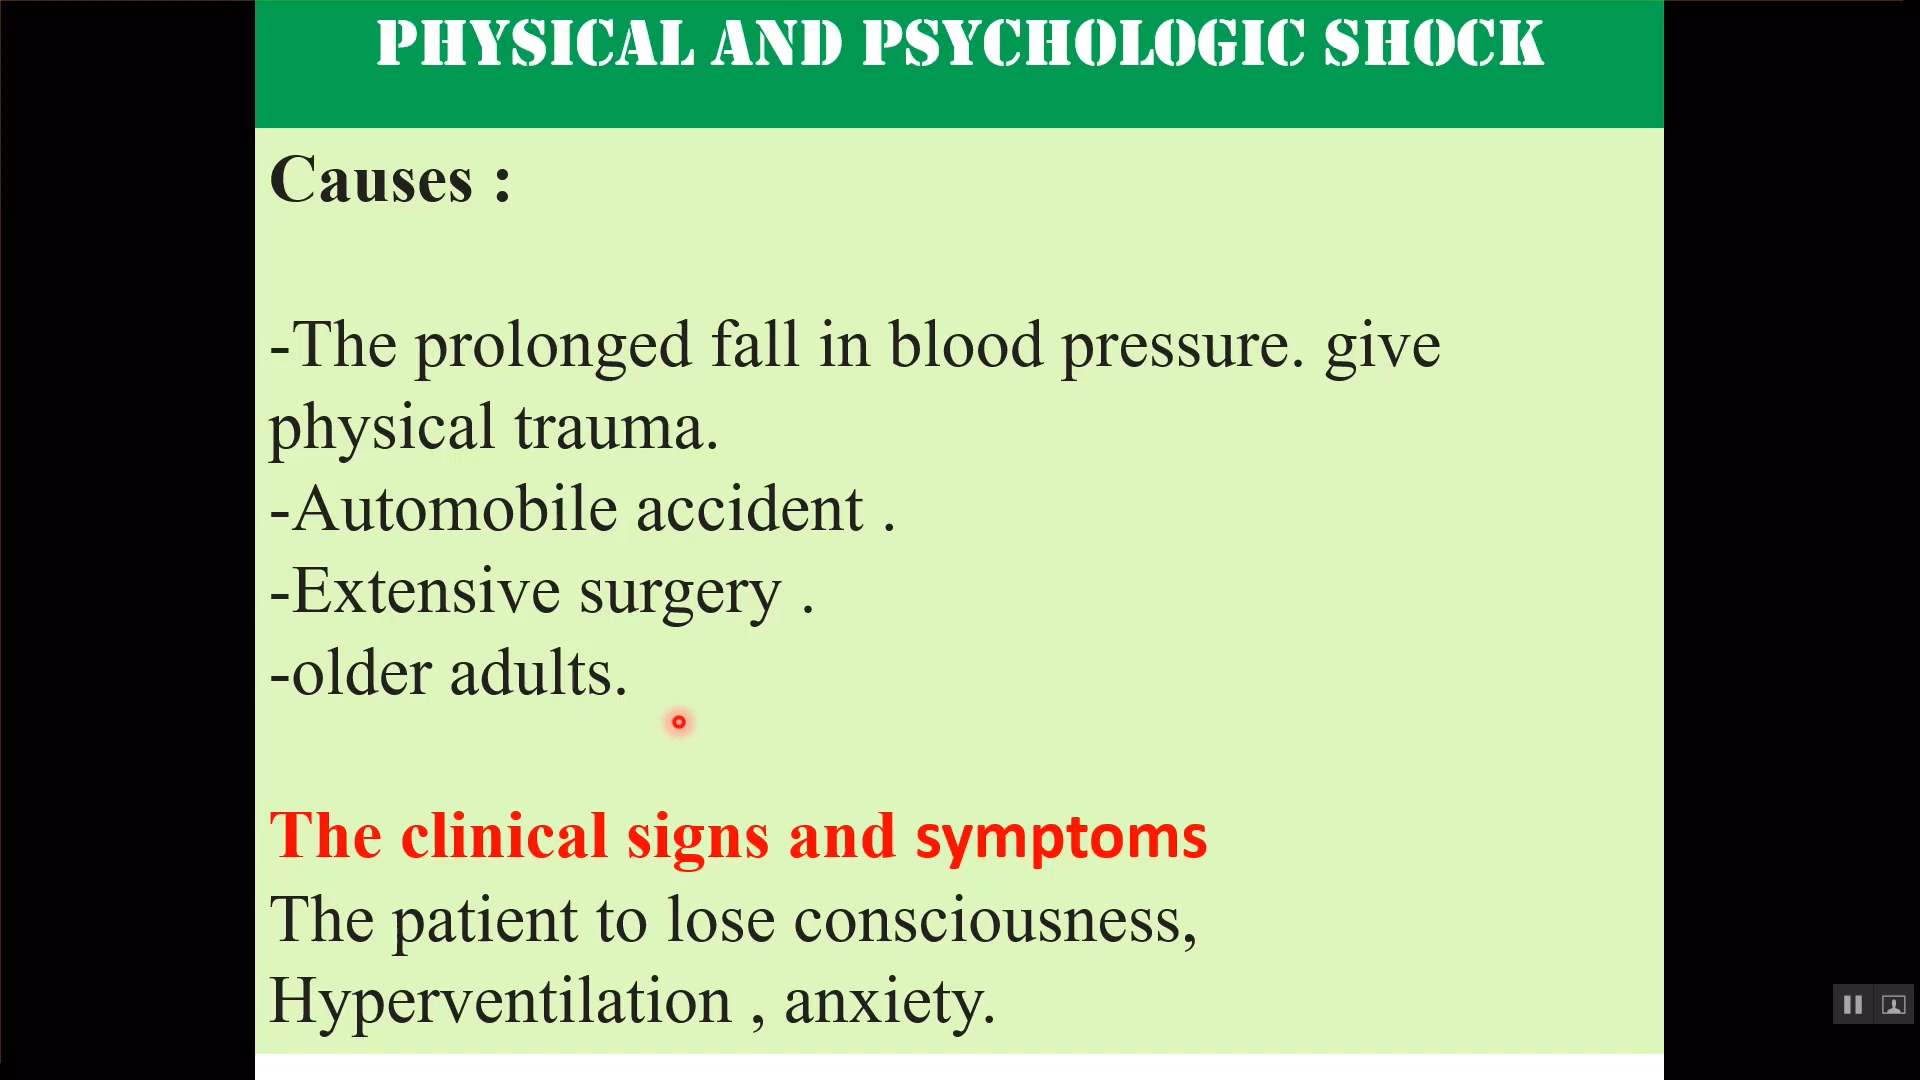 PHYSICAL AND PSYCHOLOGIC SHOCK
Causes :
-The prolonged fall in blood pressure. give
physical trauma.
-Automobile accident .
-Extensive surgery .
-older adults.
The clinical signs and symptoms
The patient to lose consciousness,
Hyperventilation , anxiety.